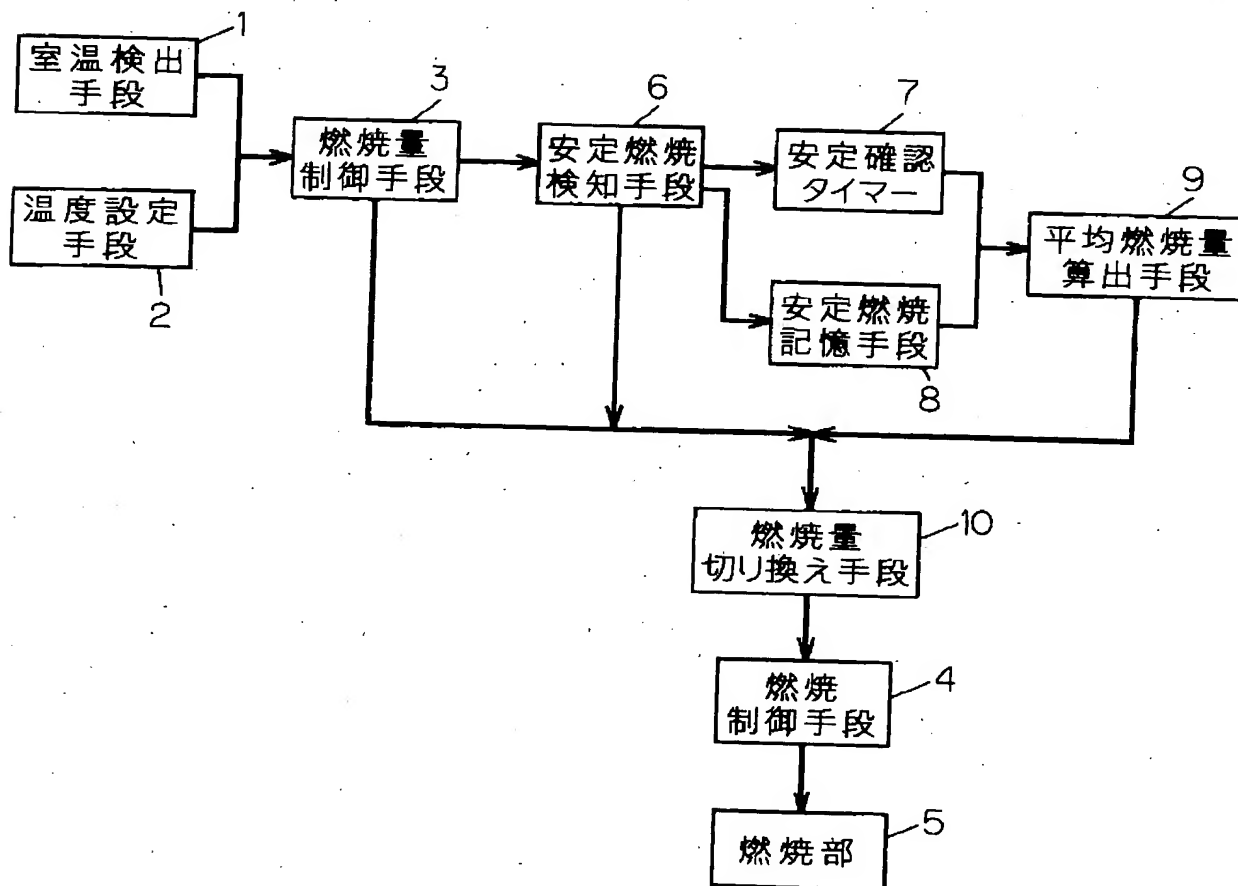 1
室温検出
手段
温度設定
手段
2
3
燃焼量
制御手段
6
安定燃焼
検知手段
7
安定確認
タイマー
安定燃焼
記憶手段
8
9
平均燃焼量
算出手段
燃焼量
切り換え手段
10
燃焼
制御手段
4
燃焼部
5